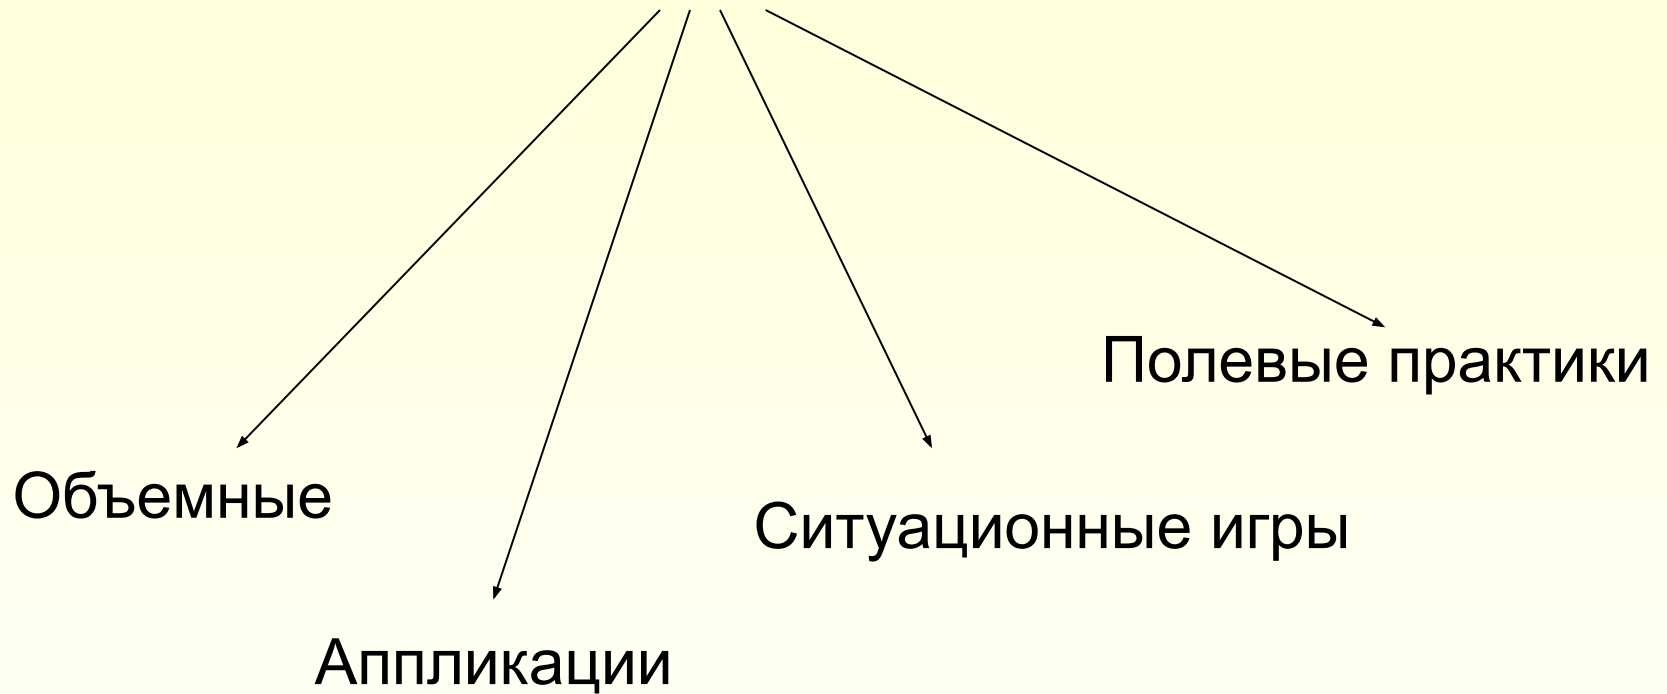 Полевые практики
Объемные
Ситуационные игры
Аппликации